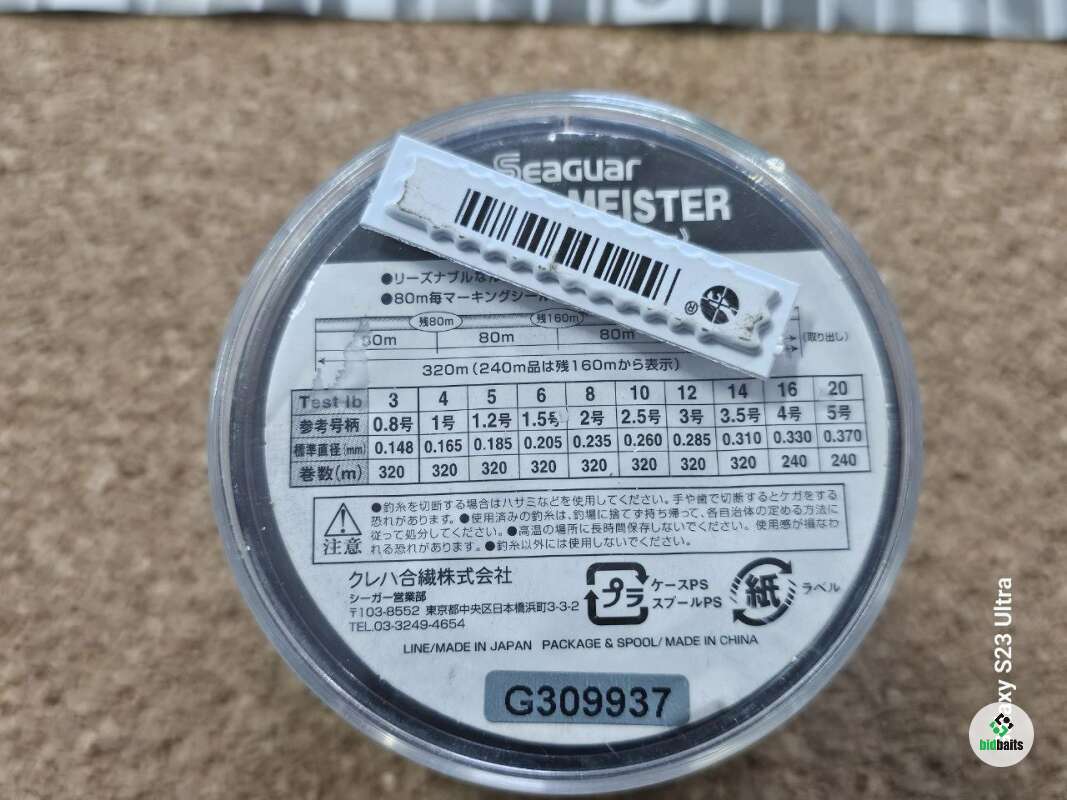 SEAGUAR
MEISTER
●リーズナブルな
●80m毎マーキングシール
残80m 残160m
80m 80m (取り出し)
320m(240m品は残160mから表示)
Test lb 3 4 5 6 8 10 12 14 16 20
参考号柄 0.8号 1号 1.2号 1.5号 2号 2.5号 3号 3.5号 4号 5号
標準直径(mm) 0.148 0.165 0.185 0.205 0.235 0.260 0.285 0.310 0.330 0.370
巻数(m) 320 320 320 320 320 320 320 320 240 240
●釣糸を切断する場合はハサミなどを使用してください。手や歯で切断するとケガをする
恐れがあります。●使用済みの釣糸は、釣場に捨てず持ち帰って、各自治体の定める方法に
従って処分してください。●高温の場所に長時間保存しないでください。使用感が損なわ
れる恐れがあります。●釣糸以外には使用しないでください。
注意
クレハ合繊株式会社
シーガー営業部
〒103-8552 東京都中央区日本橋浜町3-3-2
TEL.03-3249-4654
プラ ケースPS
スプールPS
紙 ラベル
LINE/MADE IN JAPAN PACKAGE & SPOOL/MADE IN CHINA
G309937
axy S23 Ultra
bidbaits